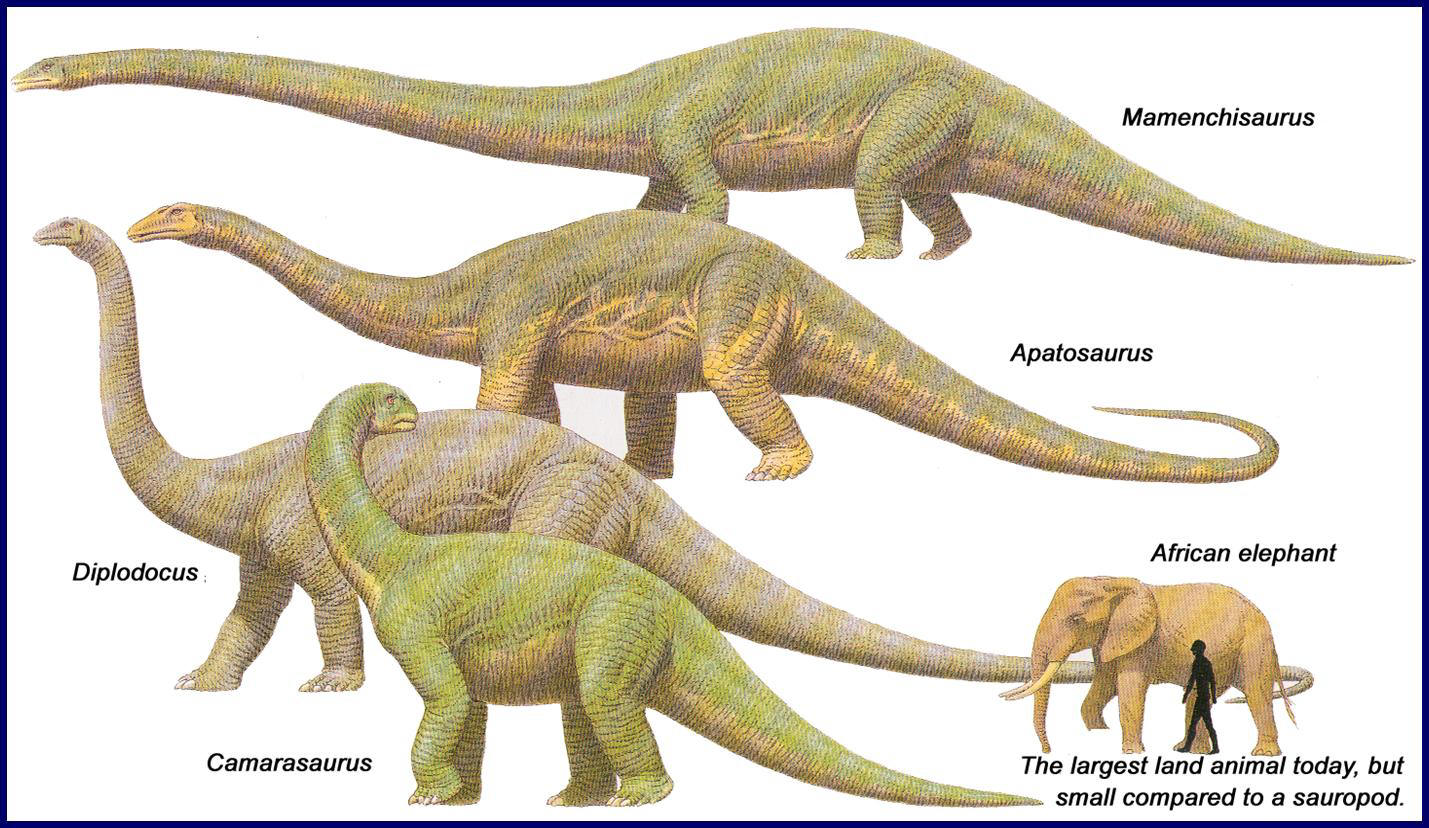 Mamenchisaurus
Apatosaurus
African elephant
Diplodocus
Camarasaurus
The largest land animal today, but
small compared to a sauropod.